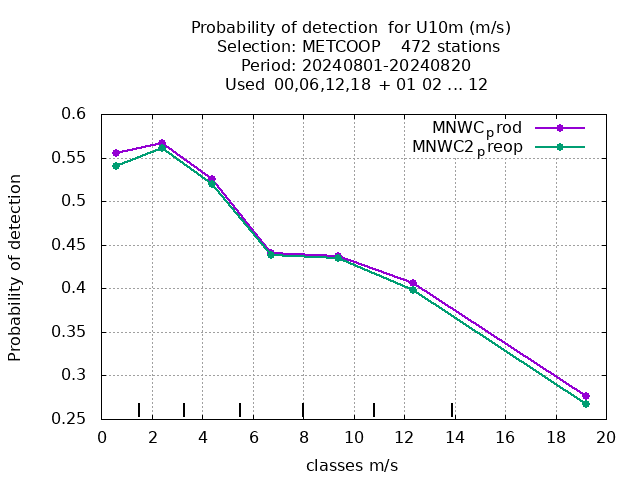 Probability of detection for U10m (m/s)
Selection: METCOOP 472 stations
Period: 20240801-20240820
Used 00,06,12,18 + 01 02 ... 12
MNWCprod
MNWC2preop
0.6
0.55
0.5
0.45
0.4
0.35
0.3
0.25
Probability of detection
0 2 4 6 8 10 12 14 16 18 20
classes m/s